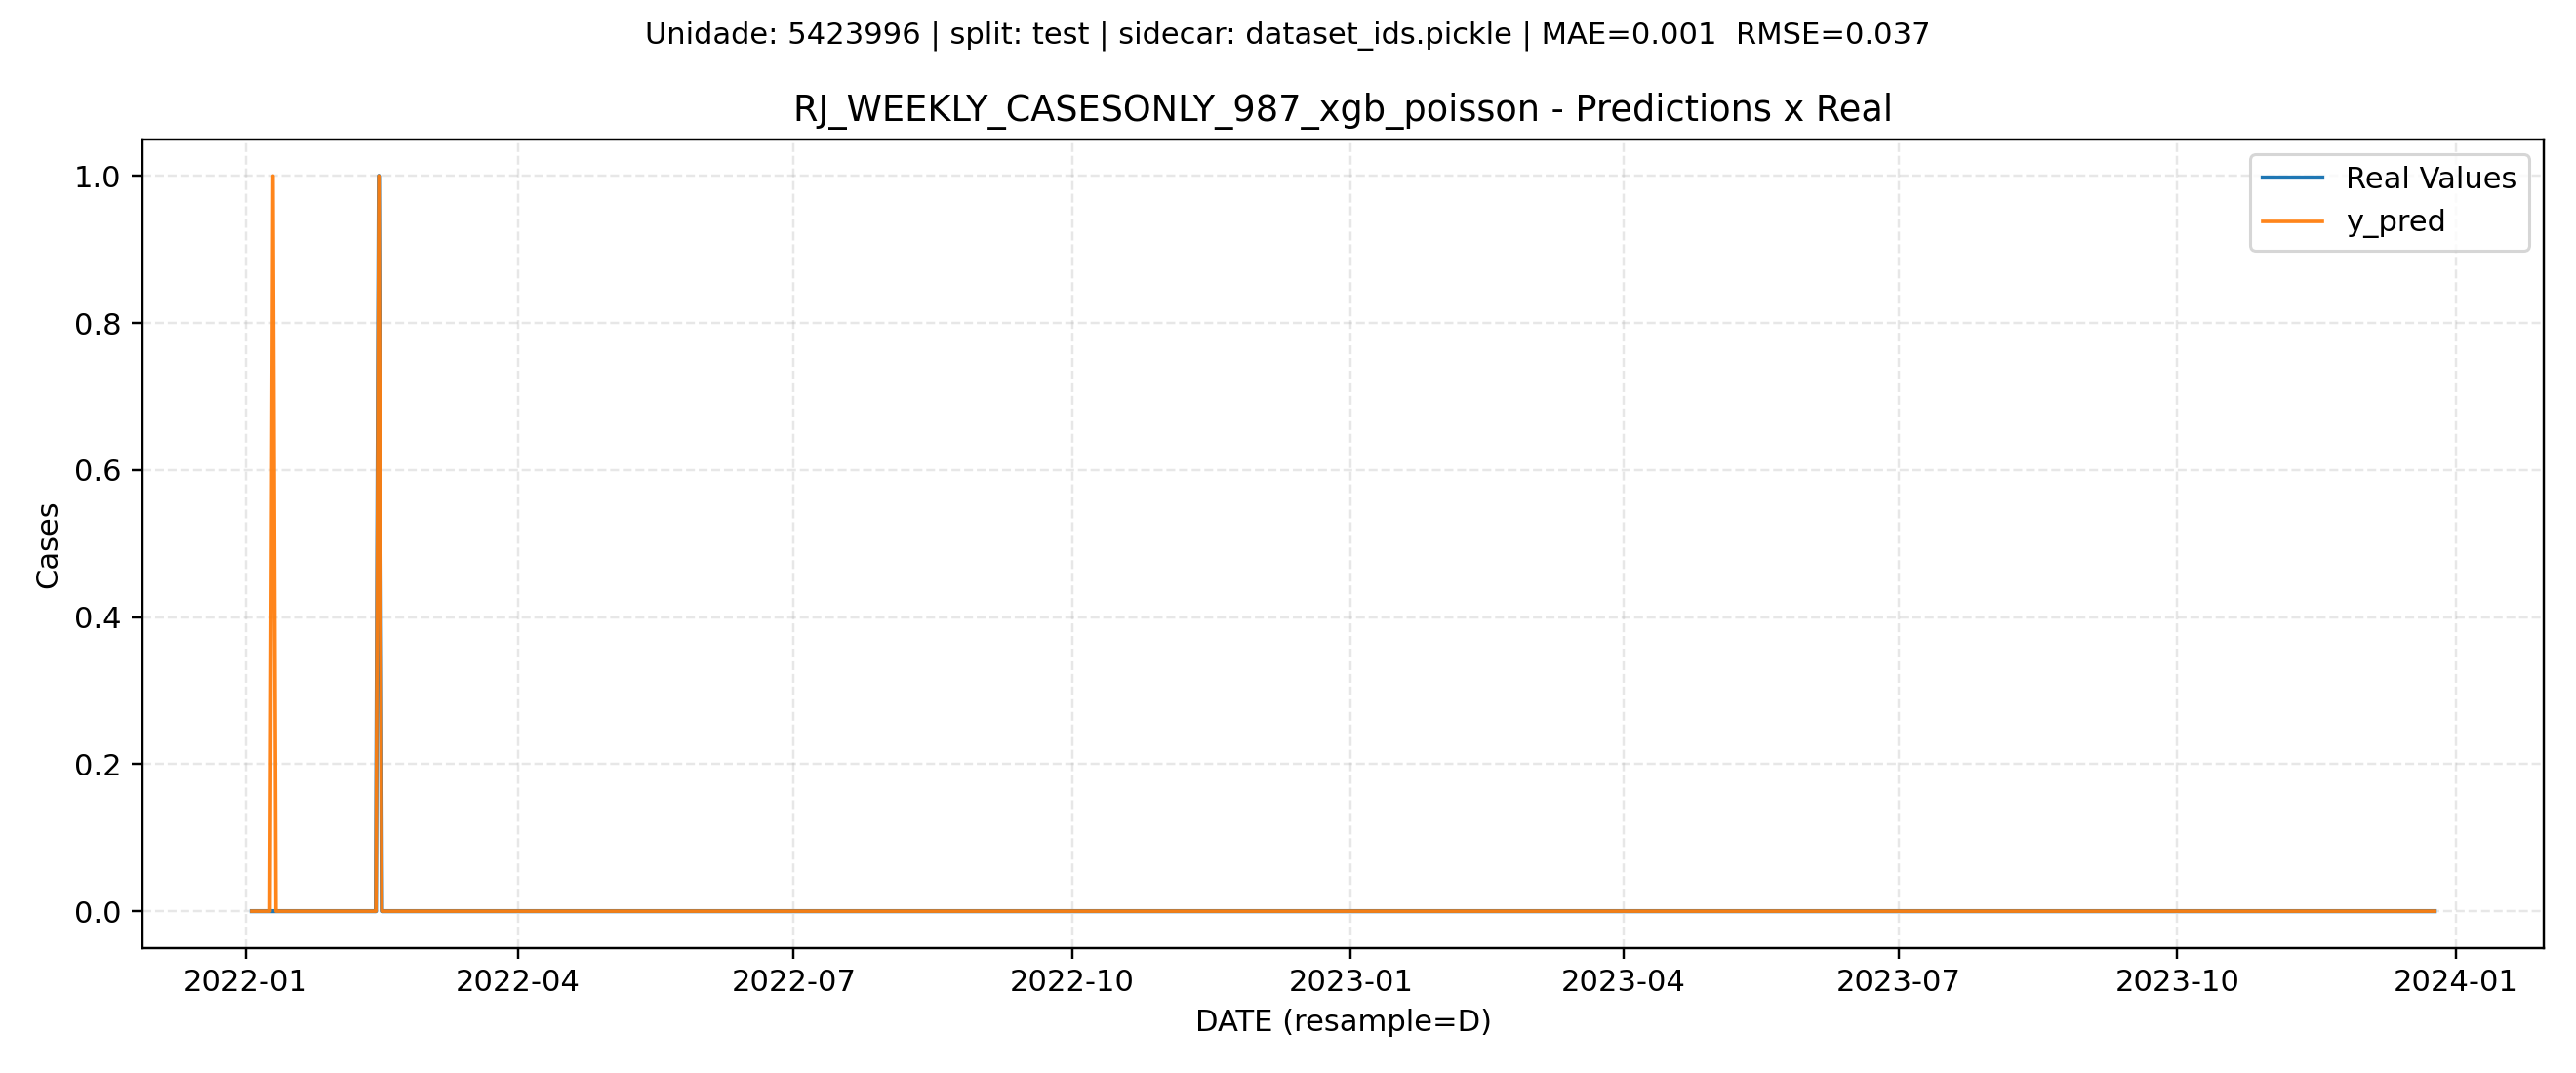 Unidade: 5423996 | split: test | sidecar: dataset_ids.pickle | MAE=0.001  RMSE=0.037
RJ_WEEKLY_CASESONLY_987_xgb_poisson - Predictions x Real
Real Values
y_pred
1.0
0.8
0.6
0.4
0.2
0.0
Cases
2022-01 2022-04 2022-07 2022-10 2023-01 2023-04 2023-07 2023-10 2024-01
DATE (resample=D)